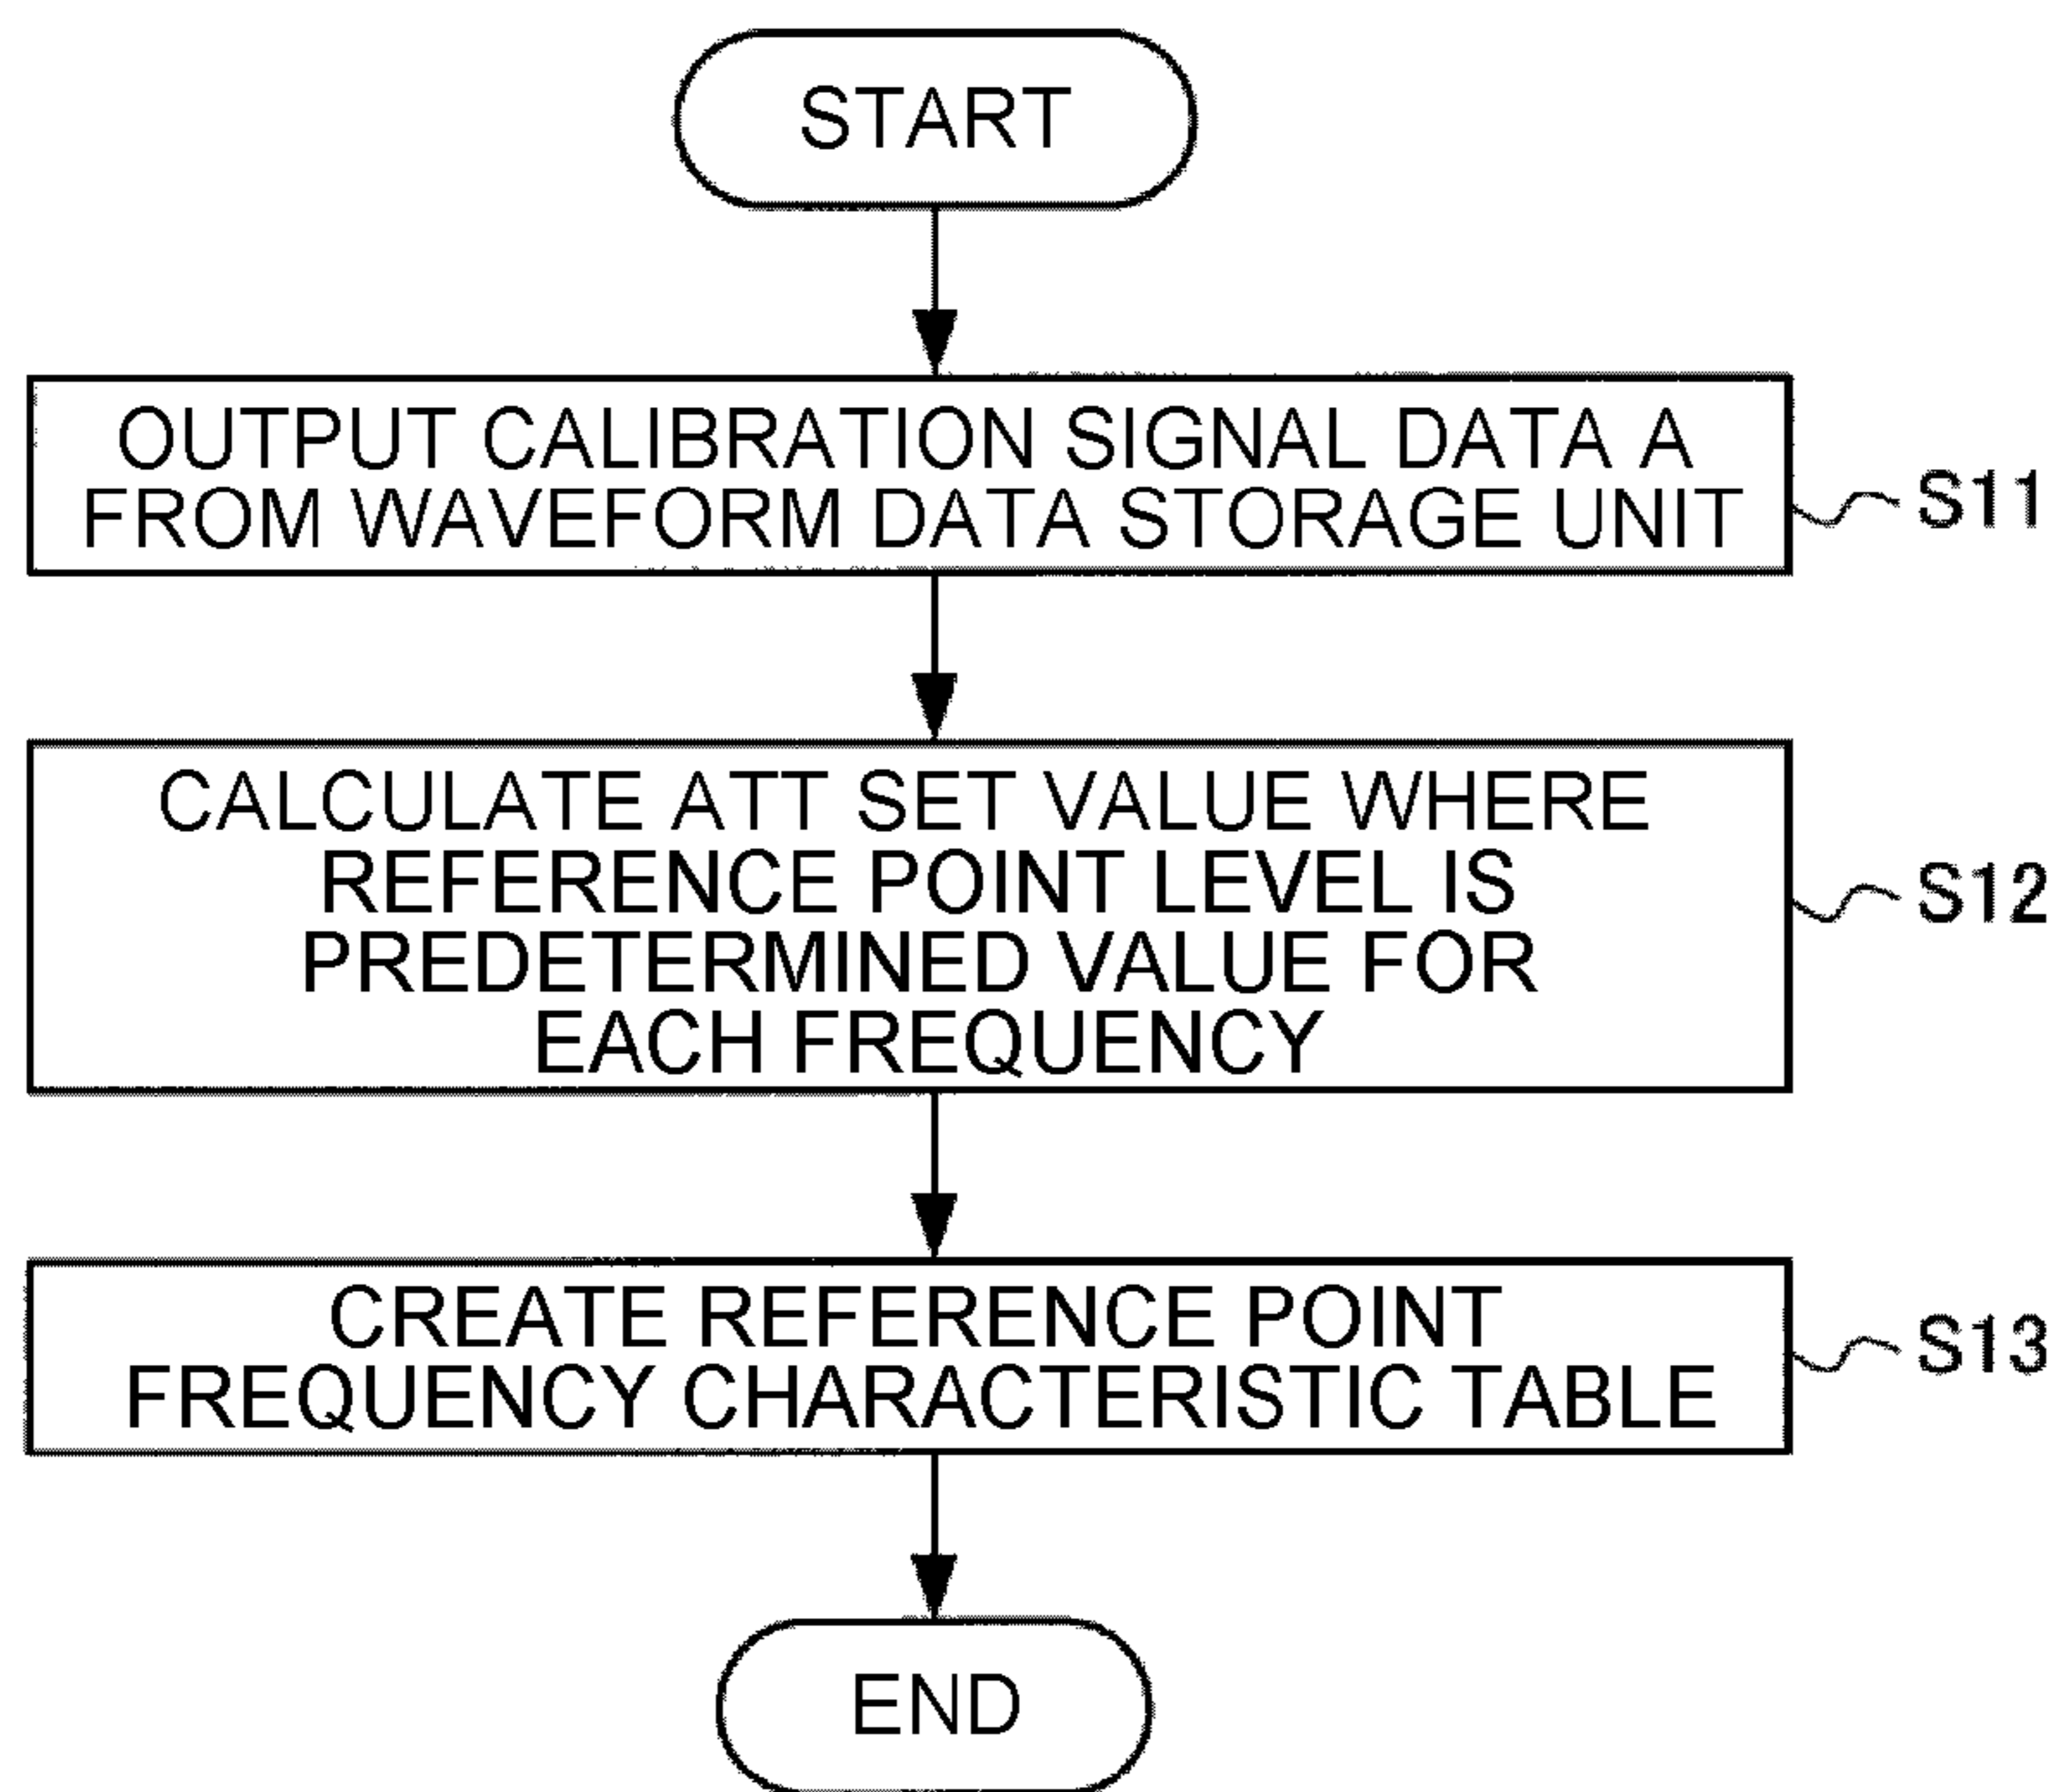 START
OUTPUT CALIBRATION SIGNAL DATA A
FROM WAVEFORM DATA STORAGE UNIT
S11
CALCULATE ATT SET VALUE WHERE
REFERENCE POINT LEVEL IS
PREDETERMINED VALUE FOR
EACH FREQUENCY
S12
CREATE REFERENCE POINT
FREQUENCY CHARACTERISTIC TABLE
S13
END